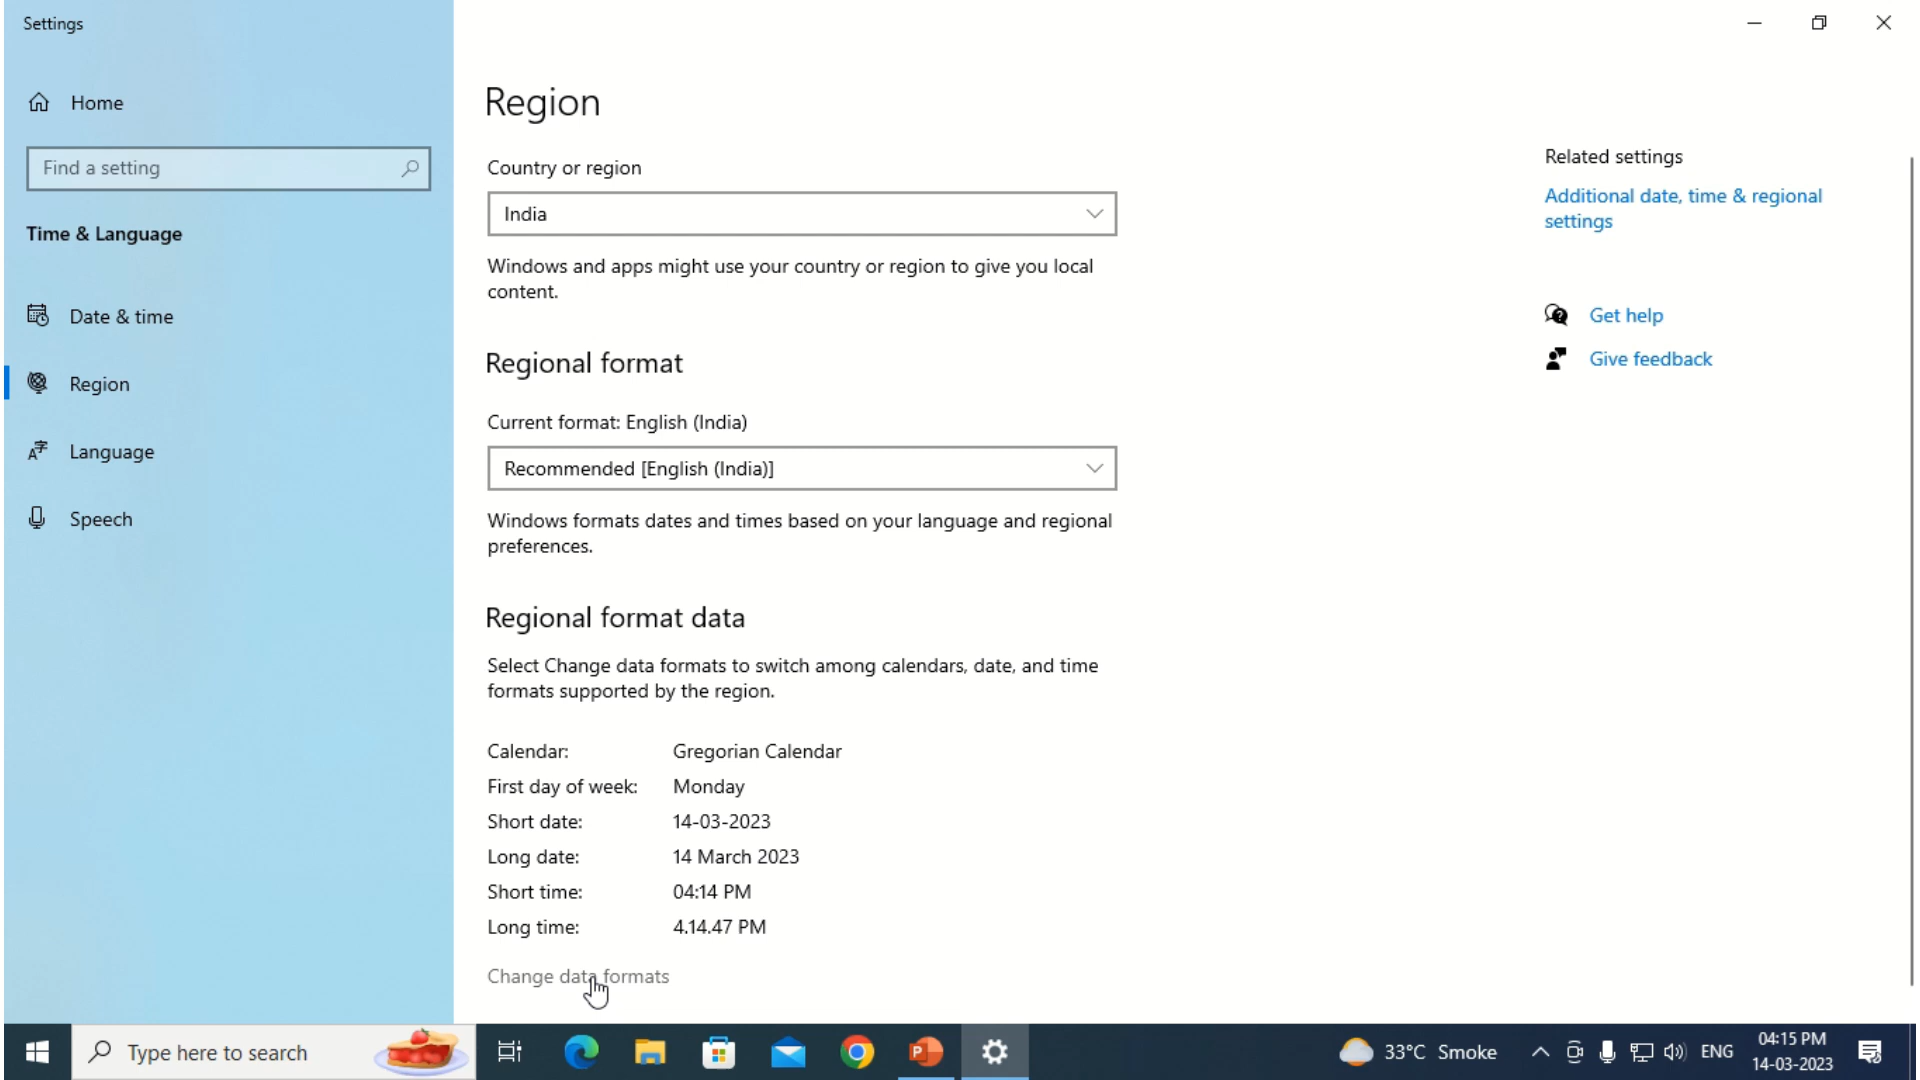 Settings
Home
Find a setting
Time & Language
Date & time
Region
Language
Speech
Region
Country or region
India
Windows and apps might use your country or region to give you local
content.
Regional format
Current format: English (India)
Recommended [English (India)]
Windows formats dates and times based on your language and regional
preferences.
Regional format data
Select Change data formats to switch among calendars, date, and time
formats supported by the region.
Calendar: Gregorian Calendar
First day of week: Monday
Short date: 14-03-2023
Long date: 14 March 2023
Short time: 04:14 PM
Long time: 4.14.47 PM
Change data formats
Related settings
Additional date, time & regional
settings
Get help
Give feedback
Type here to search
33°C Smoke
ENG
04:15 PM
14-03-2023